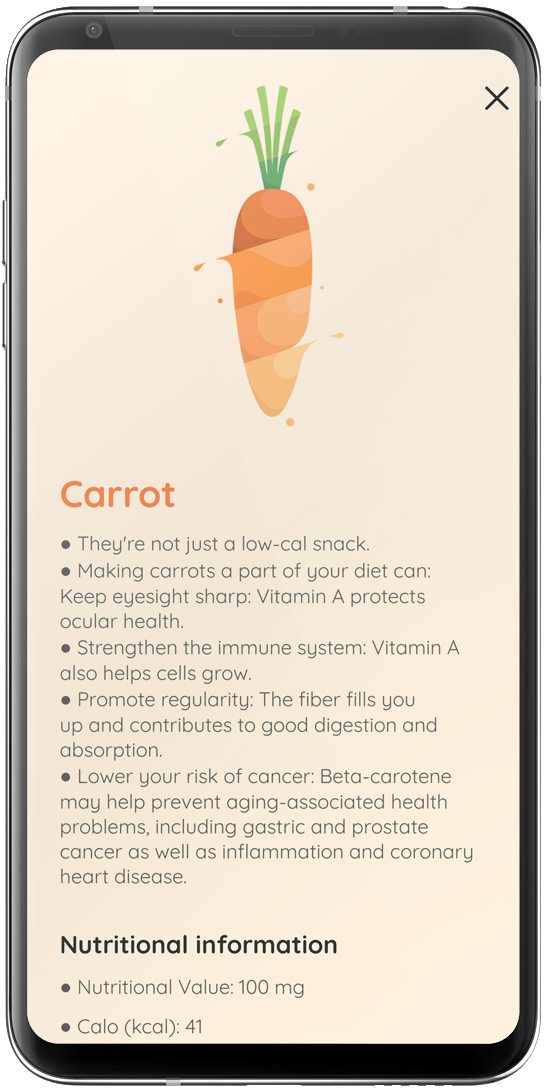 Carrot
● They're not just a low-cal snack.
● Making carrots a part of your diet can:
Keep eyesight sharp: Vitamin A protects
ocular health.
● Strengthen the immune system: Vitamin A
also helps cells grow.
● Promote regularity: The fiber fills you
up and contributes to good digestion and
absorption.
● Lower your risk of cancer: Beta-carotene
may help prevent aging-associated health
problems, including gastric and prostate
cancer as well as inflammation and coronary
heart disease.
Nutritional information
● Nutritional Value: 100 mg
● Calo (kcal): 41